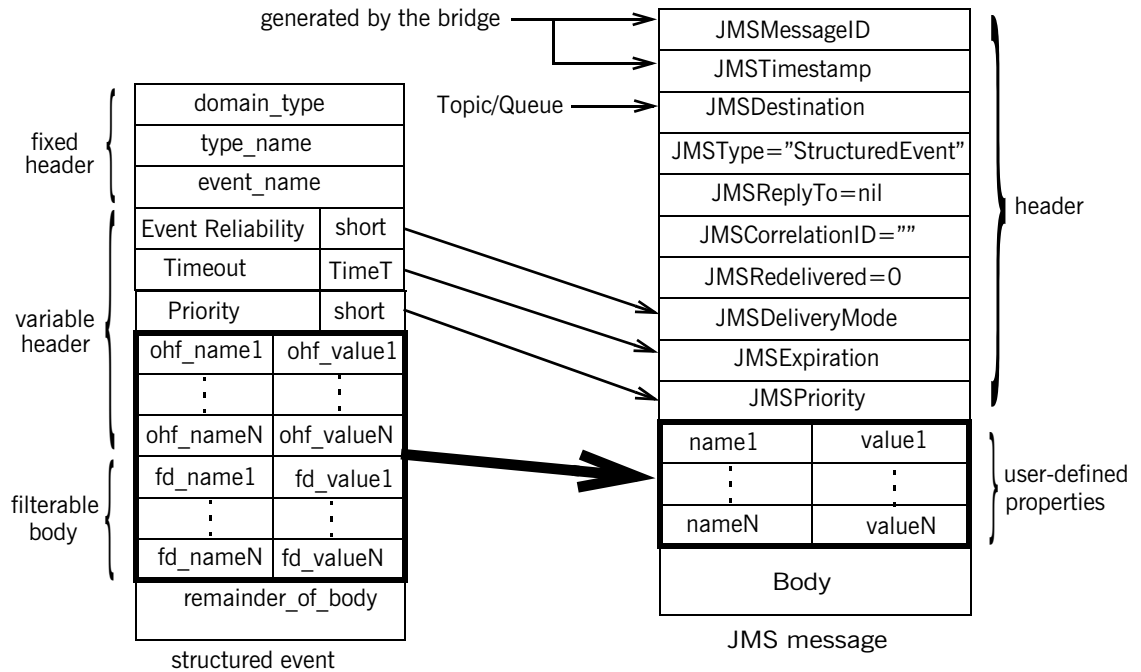 generated by the bridge
Topic/Queue
fixed
header
variable
header
filterable
body
domain_type
type_name
event_name
Event Reliability short
Timeout TimeT
Priority short
ohf_name1 ohf_value1
ohf_nameN ohf_valueN
fd_name1 fd_value1
fd_nameN fd_valueN
remainder_of_body
structured event
JMSMessageID
JMSTimestamp
JMSDestination
JMSType="StructuredEvent"
JMSReplyTo=nil
JMSCorrelationID=""
JMSRedelivered=0
JMSDeliveryMode
JMSExpiration
JMSPriority
name1 value1
nameN valueN
Body
JMS message
header
user-defined
properties